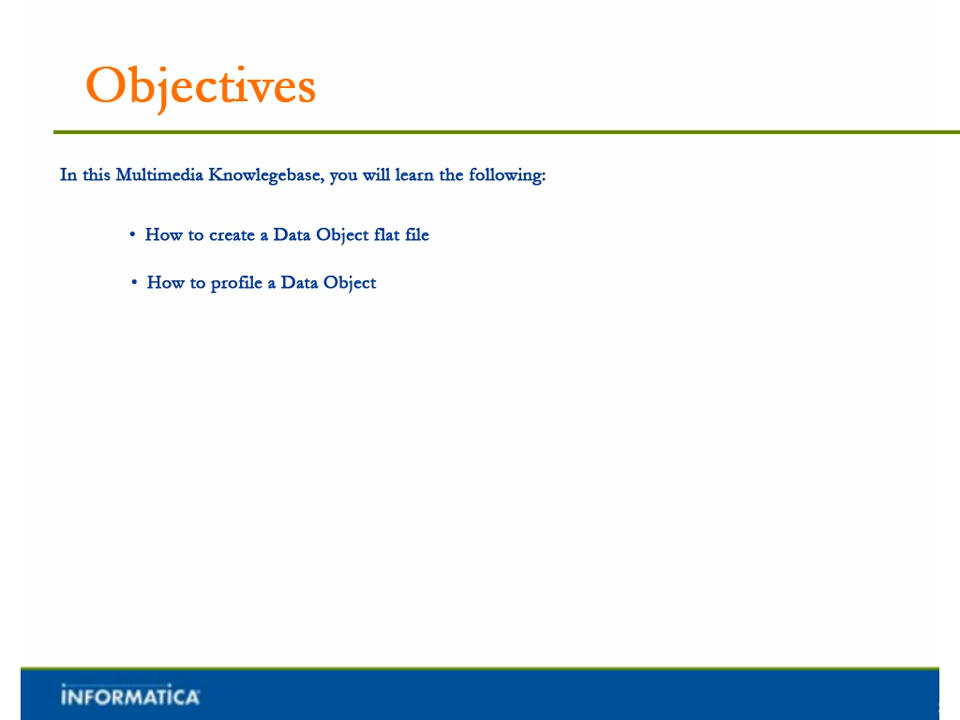 Objectives
In this Multimedia Knowlegebase, you will learn the following:
• How to create a Data Object flat file
• How to profile a Data Object
INFORMATICA